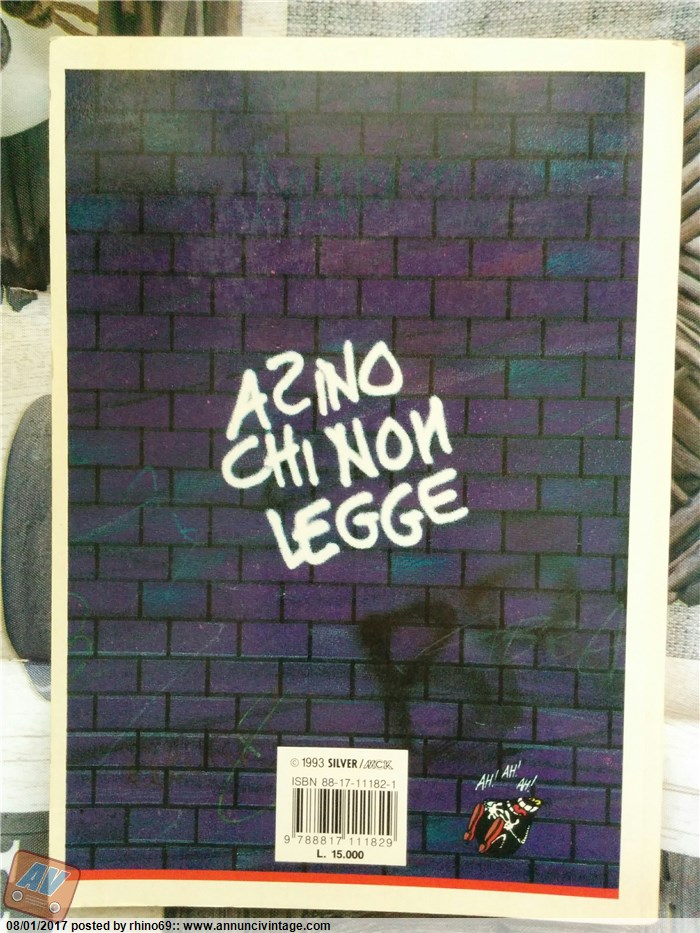 ASINO
CHI NON
LEGGE
AH! AH!
AH!
© 1993 SILVER/MCK
ISBN 88-17-11182-1
9 788817 111829
L. 15.000
AV
08/01/2017 posted by rhino69:: www.annuncivintage.com